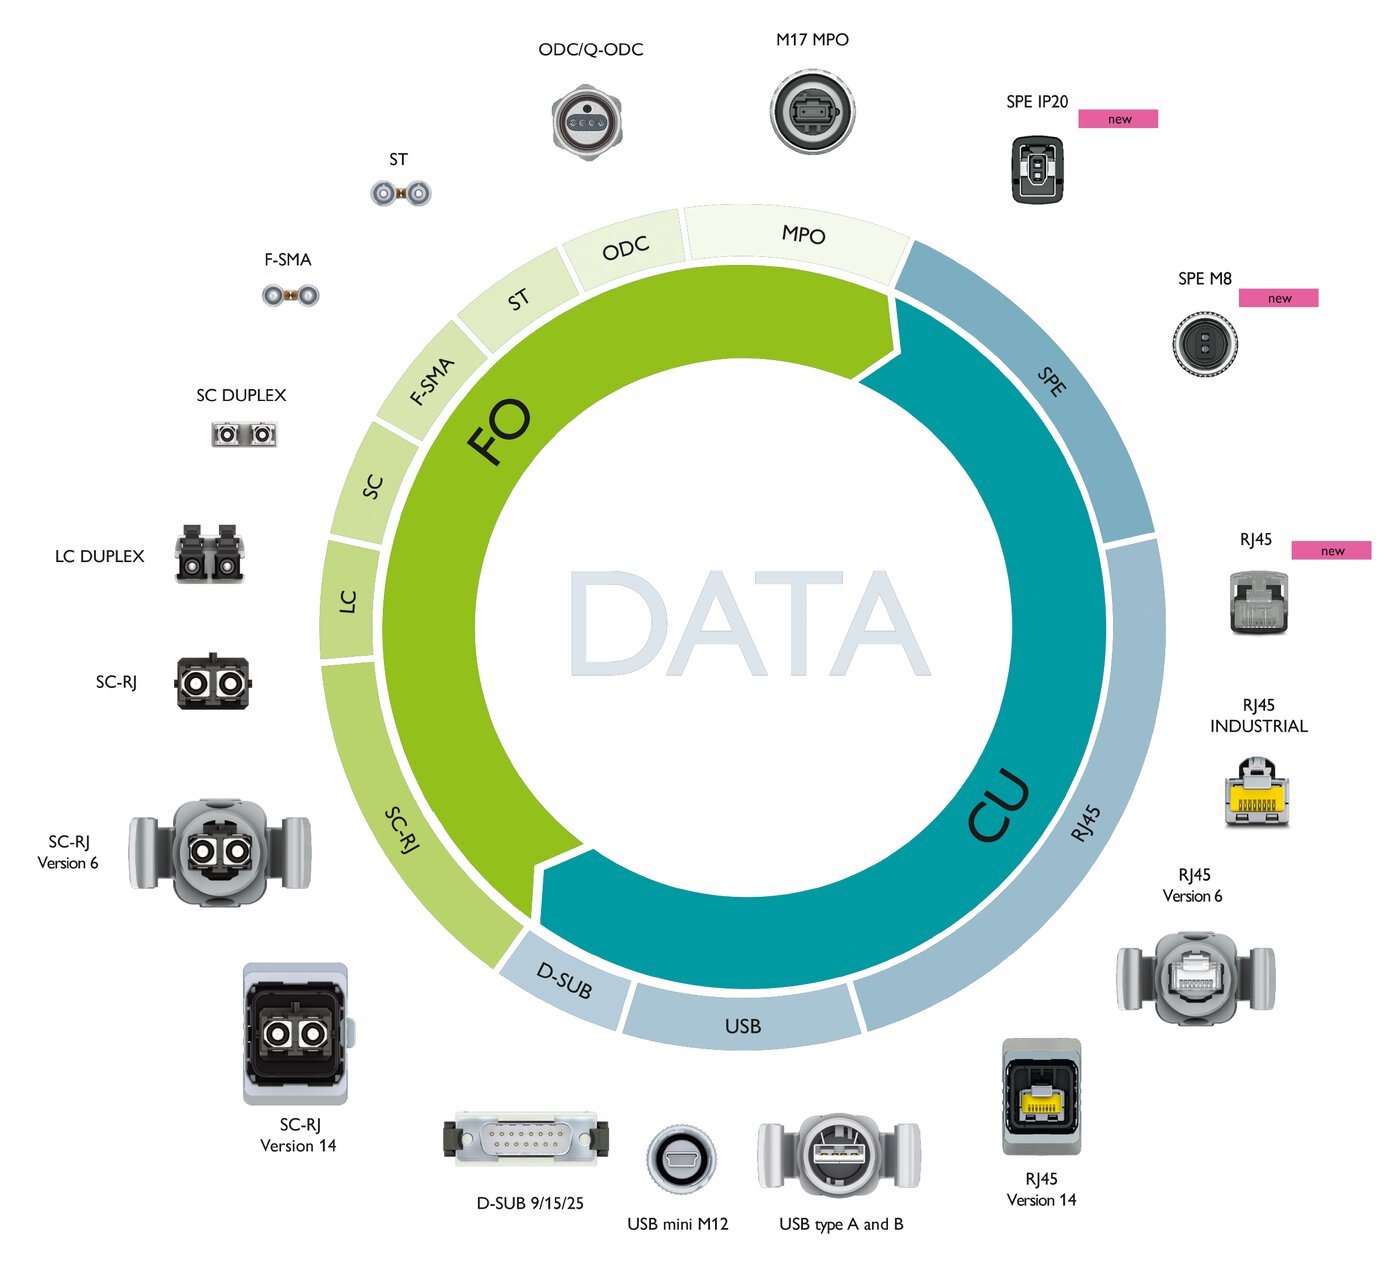 M17 MPO
ODC/Q-ODC
SPE IP20
new
ST
MPO
ODC
F-SMA
SPE M8
new
ST
F-SMA
SPE
SC DUPLEX
FO
SC
RJ45
new
LC DUPLEX
LC
DATA
SC-RJ
RJ45
INDUSTRIAL
CU
SC-RJ
RJ45
SC-RJ
Version 6
RJ45
Version 6
D-SUB
USB
SC-RJ
Version 14
RJ45
Version 14
D-SUB 9/15/25
USB mini M12
USB type A and B